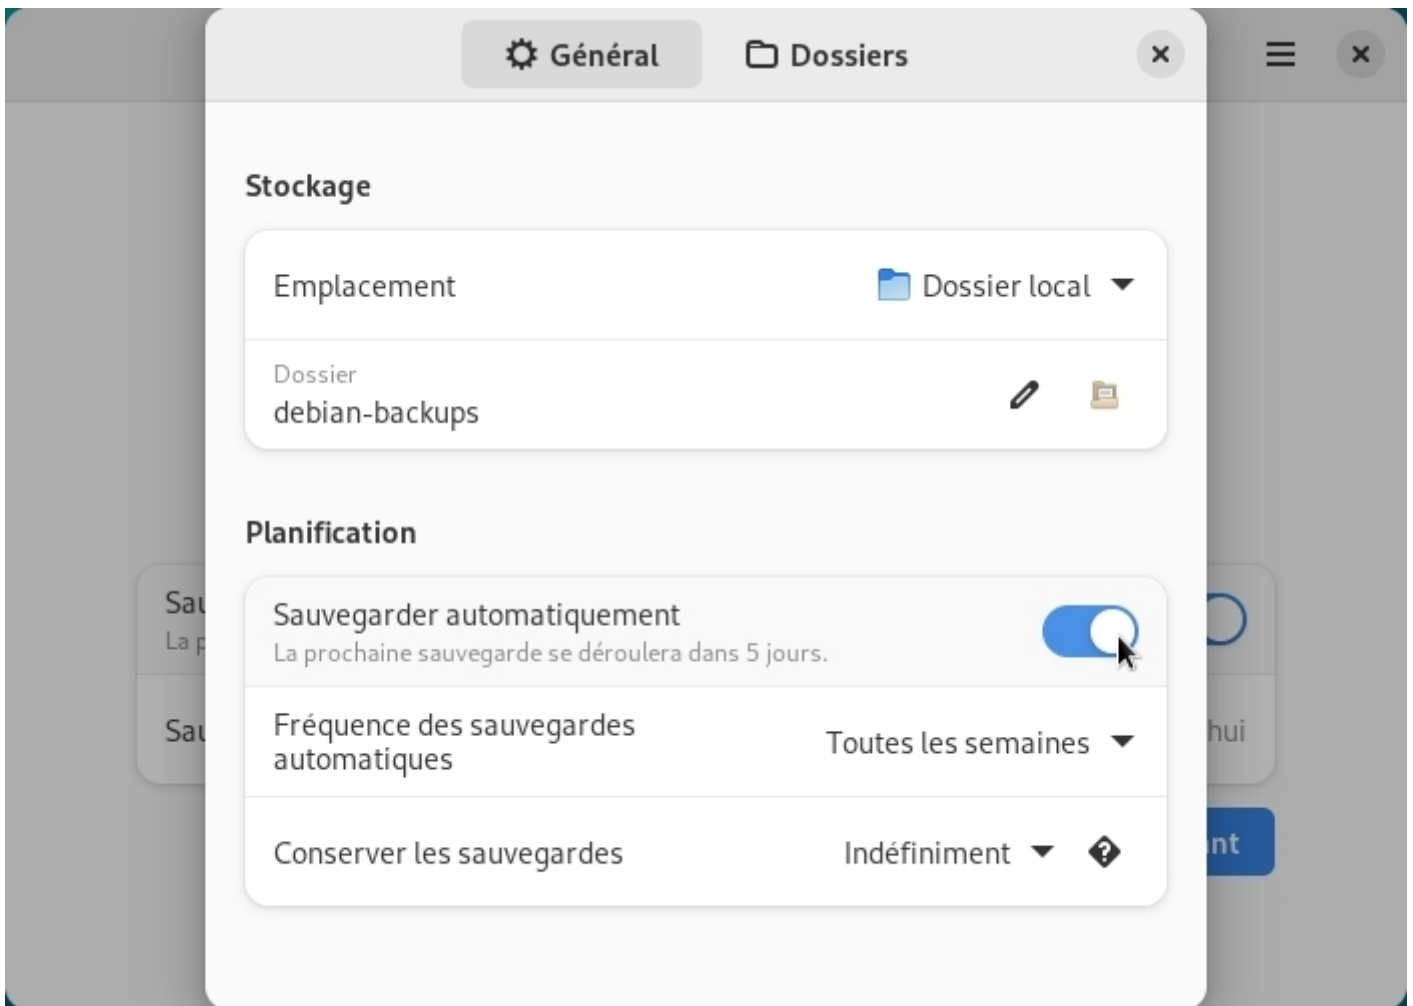 Général
Dossiers
Stockage
Emplacement
Dossier local
Dossier
debian-backups
Planification
Sauvegarder automatiquement
La prochaine sauvegarde se déroulera dans 5 jours.
Fréquence des sauvegardes
automatiques
Toutes les semaines
Conserver les sauvegardes
Indéfiniment